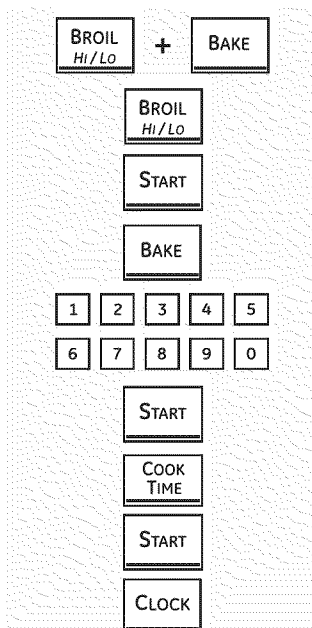 BROIL + BAKE
HI / LO
BROIL
HI / LO
START
BAKE
1 2 3 4 5
6 7 8 9 0
START
COOK
TIME
START
CLOCK